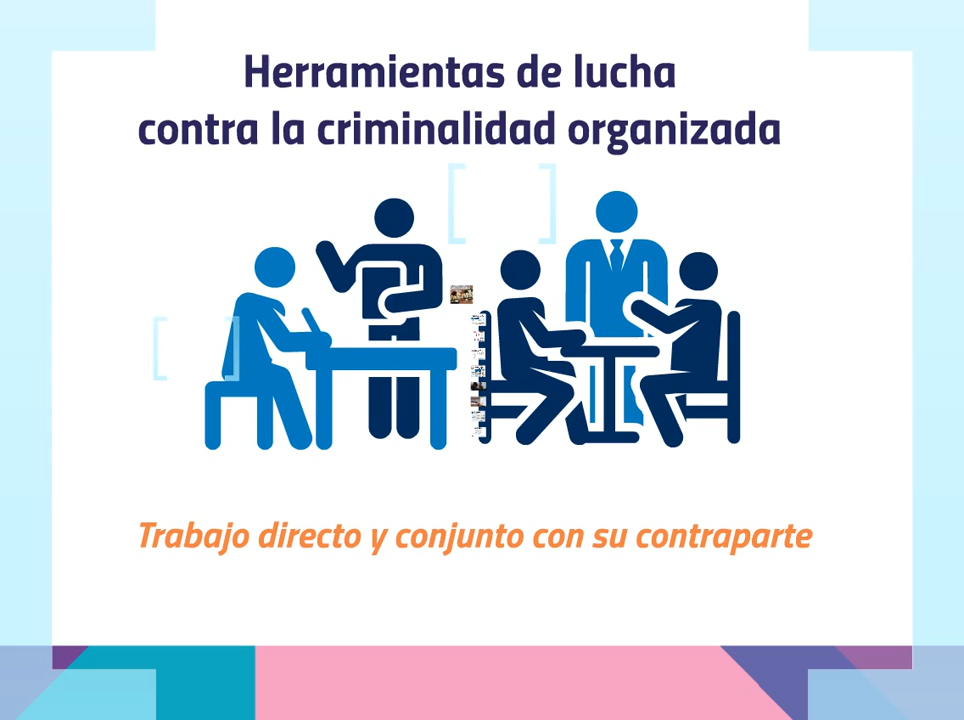 Herramientas de lucha
contra la criminalidad organizada
Trabajo directo y conjunto con su contraparte